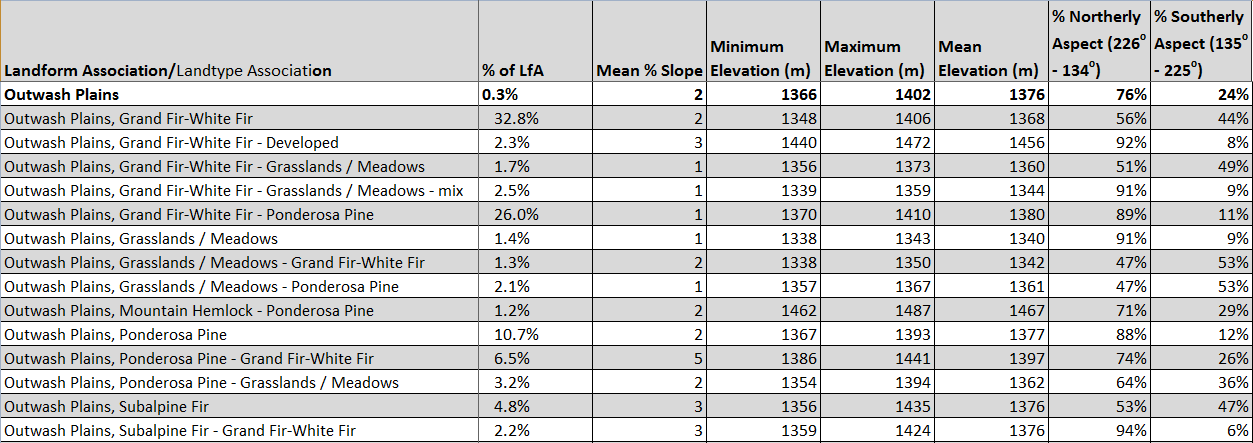 Landform Association/Landtype Association % of LfA Mean % Slope Minimum Elevation (m) Maximum Elevation (m) Mean Elevation (m) % Northerly Aspect (226° - 134°) % Southerly Aspect (135° - 225°)
Outwash Plains 0.3% 2 1366 1402 1376 76% 24%
Outwash Plains, Grand Fir-White Fir 32.8% 2 1348 1406 1368 56% 44%
Outwash Plains, Grand Fir-White Fir - Developed 2.3% 3 1440 1472 1456 92% 8%
Outwash Plains, Grand Fir-White Fir - Grasslands / Meadows 1.7% 1 1356 1373 1360 51% 49%
Outwash Plains, Grand Fir-White Fir - Grasslands / Meadows - mix 2.5% 1 1339 1359 1344 91% 9%
Outwash Plains, Grand Fir-White Fir - Ponderosa Pine 26.0% 1 1370 1410 1380 89% 11%
Outwash Plains, Grasslands / Meadows 1.4% 1 1338 1343 1340 91% 9%
Outwash Plains, Grasslands / Meadows - Grand Fir-White Fir 1.3% 2 1338 1350 1342 47% 53%
Outwash Plains, Grasslands / Meadows - Ponderosa Pine 2.1% 1 1357 1367 1361 47% 53%
Outwash Plains, Mountain Hemlock - Ponderosa Pine 1.2% 2 1462 1487 1467 71% 29%
Outwash Plains, Ponderosa Pine 10.7% 2 1367 1393 1377 88% 12%
Outwash Plains, Ponderosa Pine - Grand Fir-White Fir 6.5% 5 1386 1441 1397 74% 26%
Outwash Plains, Ponderosa Pine - Grasslands / Meadows 3.2% 2 1354 1394 1362 64% 36%
Outwash Plains, Subalpine Fir 4.8% 3 1356 1435 1376 53% 47%
Outwash Plains, Subalpine Fir - Grand Fir-White Fir 2.2% 3 1359 1424 1376 94% 6%